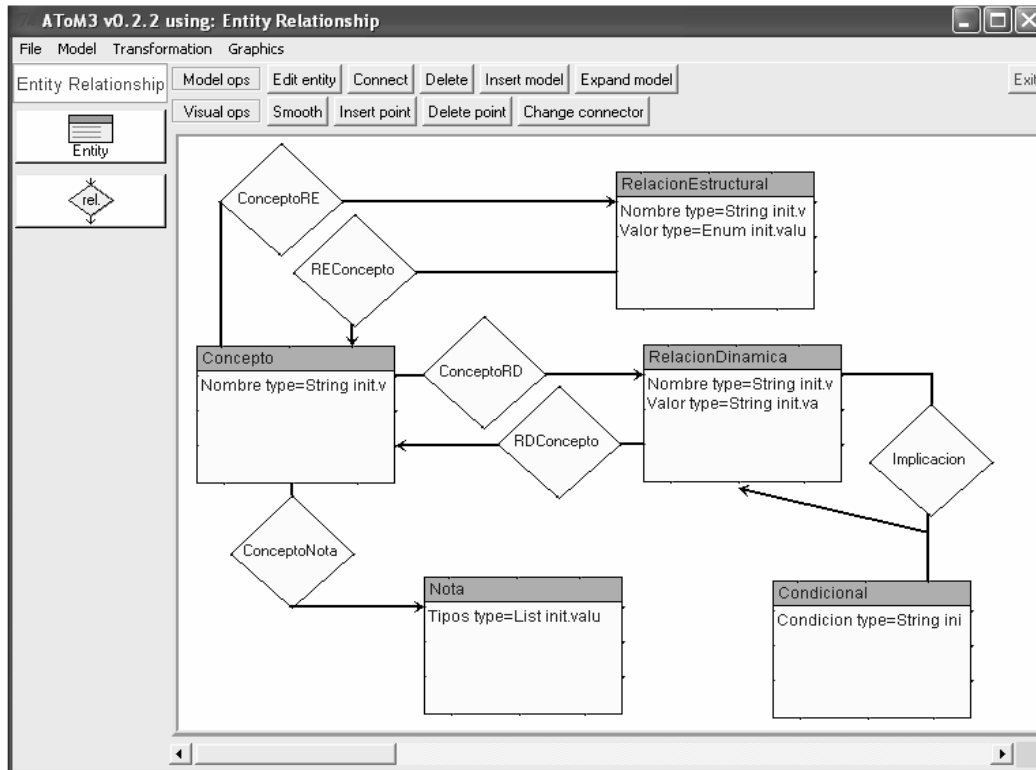 AToM3 v0.2.2 using: Entity Relationship
File Model Transformation Graphics
Entity Relationship
Model ops Edit entity Connect Delete Insert model Expand model Exit
Visual ops Smooth Insert point Delete point Change connector
Entity
rel.
ConceptoRE
RelacionEstructural
Nombre type=String init.v
Valor type=Enum init.valu
REConcepto
Concepto
Nombre type=String init.v
ConceptoRD
RelacionDinamica
Nombre type=String init.v
Valor type=String init.va
RDConcepto
Implicacion
ConceptoNota
Nota
Tipos type=List init.valu
Condicional
Condicion type=String ini